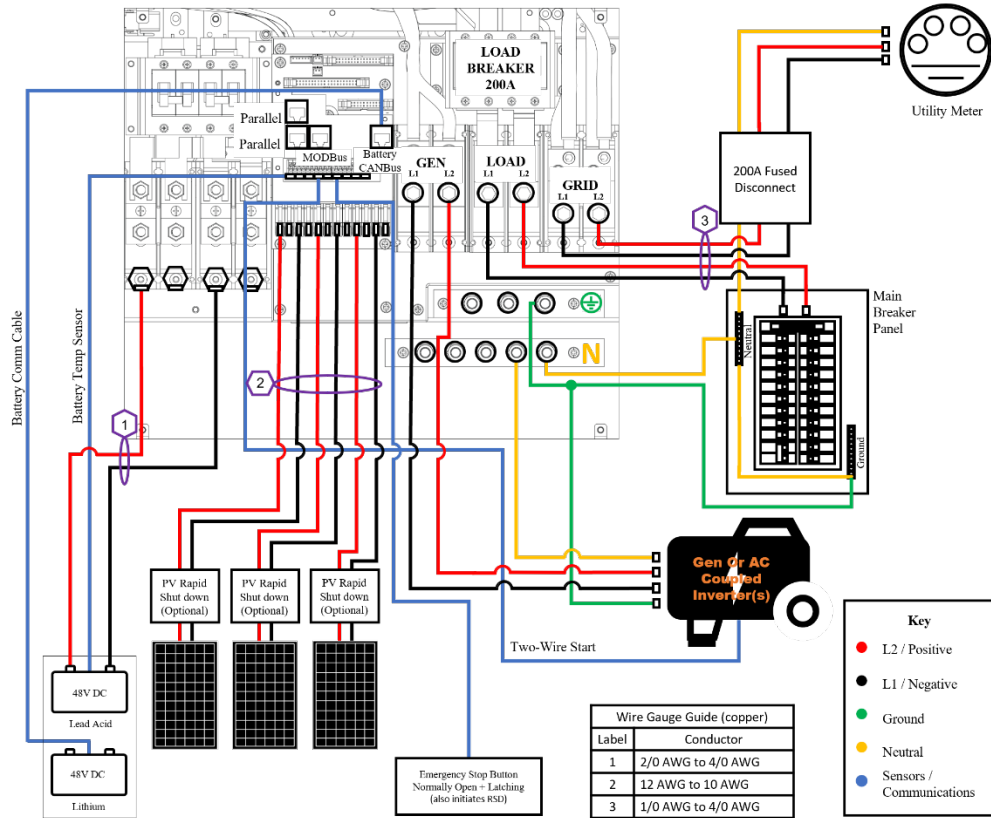 LOAD
BREAKER
200A
Utility Meter
Parallel
Parallel
MODBus
Battery
CANBus
GEN
L1
L2
LOAD
L1
L2
GRID
L1
L2
200A Fused
Disconnect
3
Main
Breaker
Panel
Neutral
Ground
N
Battery Comm Cable
Battery Temp Sensor
1
2
PV Rapid
Shut down
(Optional)
PV Rapid
Shut down
(Optional)
PV Rapid
Shut down
(Optional)
Gen Or AC
Coupled
Inverter(s)
Two-Wire Start
48V DC
Lead Acid
48V DC
Lithium
Emergency Stop Button
Normally Open + Latching
(also initiates RSD)
Wire Gauge Guide (copper)
Label Conductor
1 2/0 AWG to 4/0 AWG
2 12 AWG to 10 AWG
3 1/0 AWG to 4/0 AWG
Key
L2 / Positive
L1 / Negative
Ground
Neutral
Sensors /
Communications